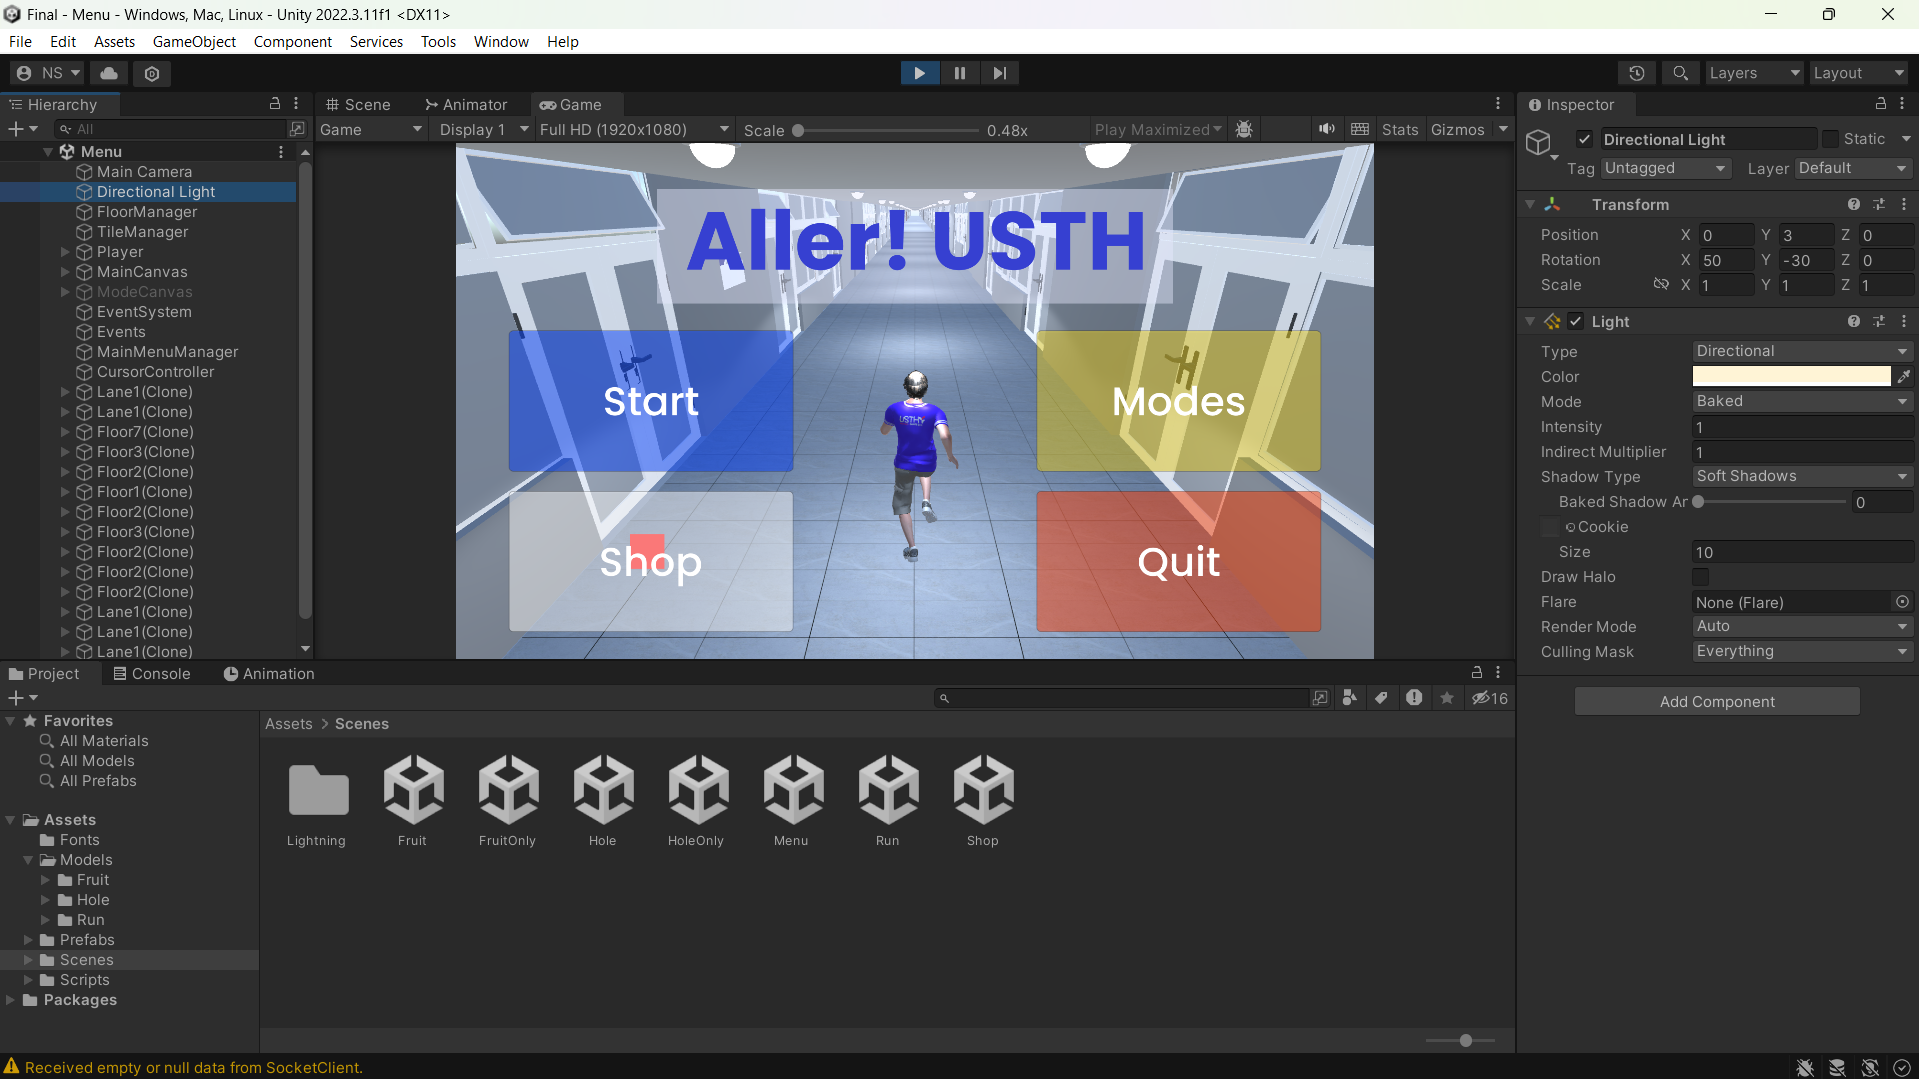 Final - Menu - Windows, Mac, Linux - Unity 2022.3.11f1 <DX11>
File Edit Assets GameObject Component Services Tools Window Help
NS Layers Layout
Hierarchy
All
Menu
Main Camera
Directional Light
FloorManager
TileManager
Player
MainCanvas
ModeCanvas
EventSystem
Events
MainMenuManager
CursorController
Lane1(Clone)
Lane1(Clone)
Floor7(Clone)
Floor3(Clone)
Floor2(Clone)
Floor1(Clone)
Floor2(Clone)
Floor3(Clone)
Floor2(Clone)
Floor2(Clone)
Floor2(Clone)
Lane1(Clone)
Lane1(Clone)
Lane1(Clone)
Scene Animator Game
Game Display 1 Full HD (1920x1080) Scale 0.48x Play Maximized Stats Gizmos
Aller! USTH
Start
Modes
USTH
Shop
Quit
Inspector
Directional Light Static
Tag Untagged Layer Default
Transform
Position X 0 Y 3 Z 0
Rotation X 50 Y -30 Z 0
Scale X 1 Y 1 Z 1
Light
Type Directional
Color
Mode Baked
Intensity 1
Indirect Multiplier 1
Shadow Type Soft Shadows
Baked Shadow Ar 0
Cookie
Size 10
Draw Halo
Flare None (Flare)
Render Mode Auto
Culling Mask Everything
Add Component
Project Console Animation
16
Favorites
All Materials
All Models
All Prefabs
Assets
Fonts
Models
Fruit
Hole
Run
Prefabs
Scenes
Scripts
Packages
Assets > Scenes
Lightning Fruit FruitOnly Hole HoleOnly Menu Run Shop
Received empty or null data from SocketClient.